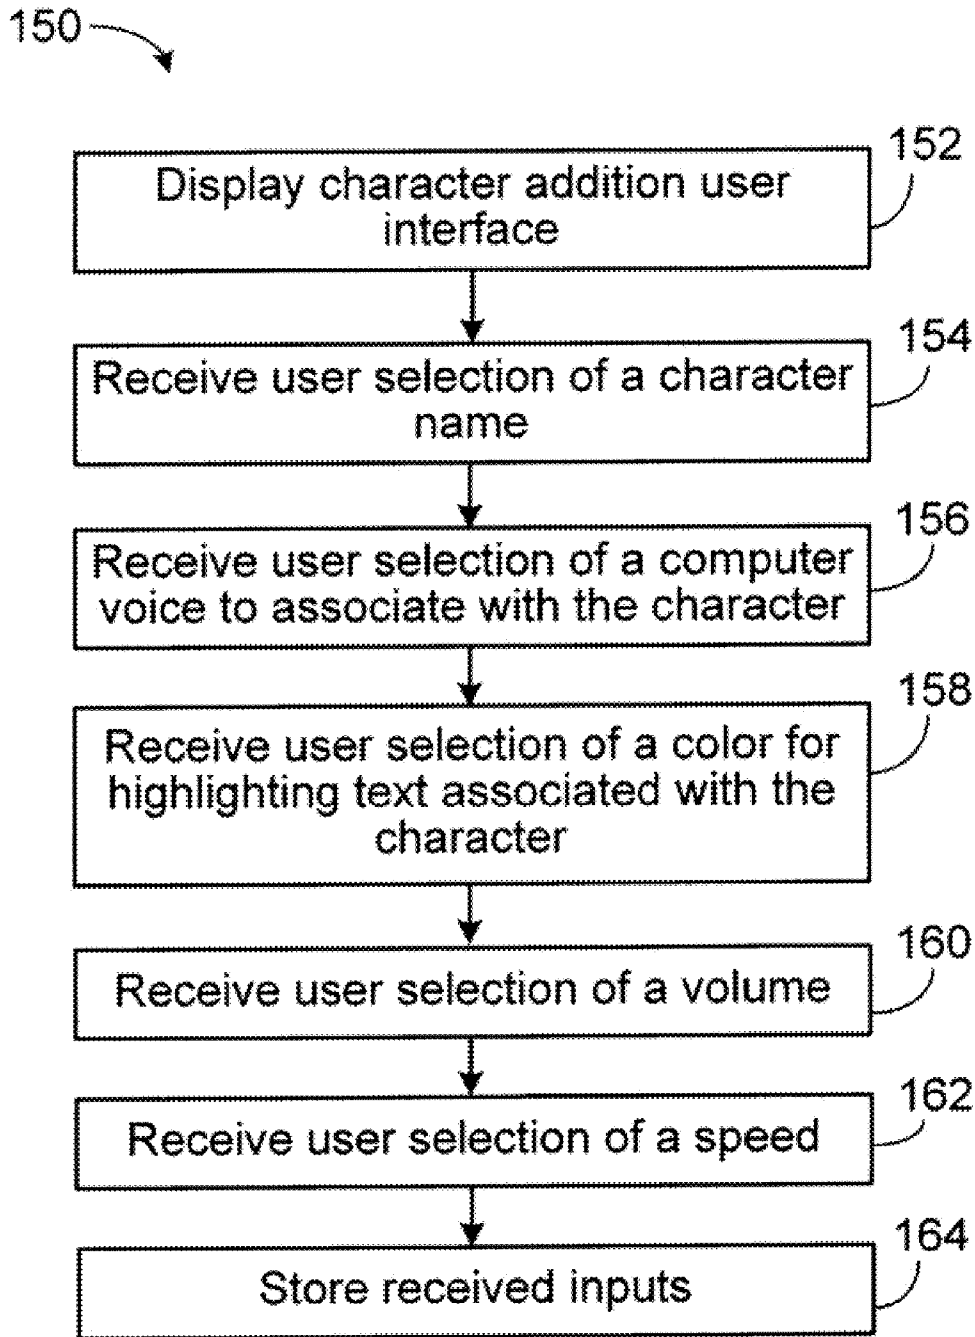 150
152
Display character addition user
interface
154
Receive user selection of a character
name
156
Receive user selection of a computer
voice to associate with the character
158
Receive user selection of a color for
highlighting text associated with the
character
160
Receive user selection of a volume
162
Receive user selection of a speed
164
Store received inputs